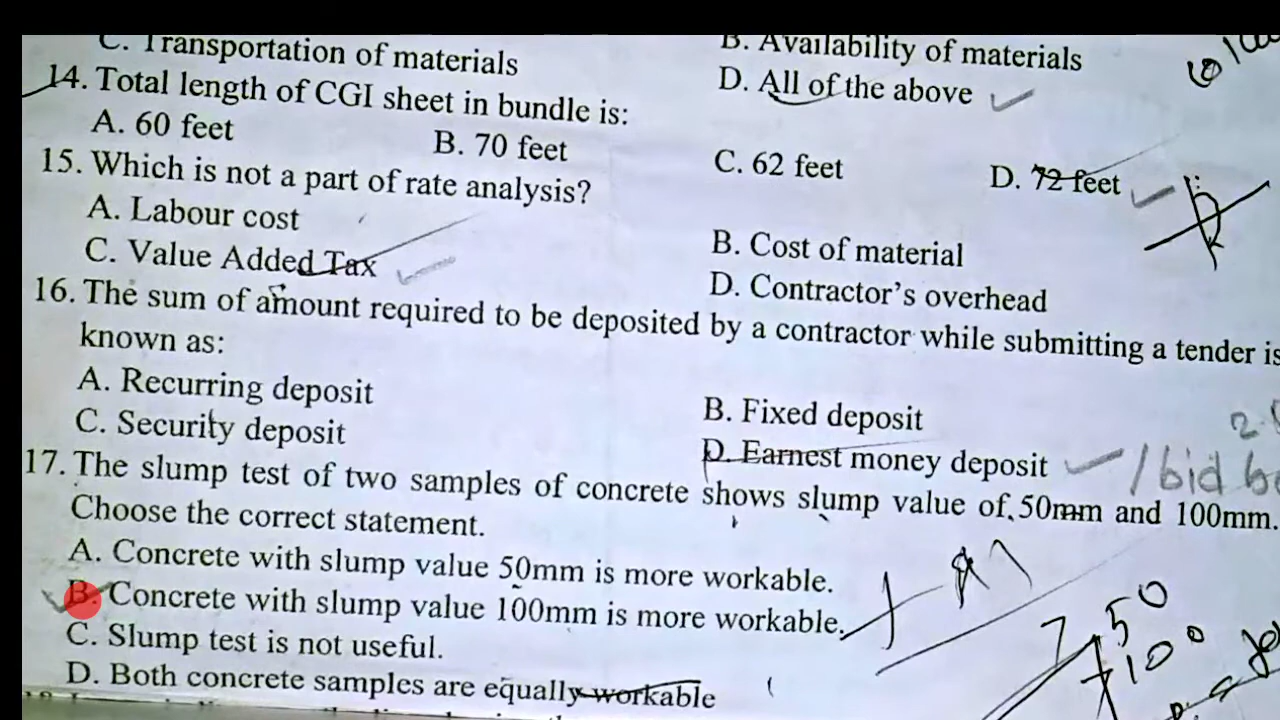 C. Transportation of materials
B. Availability of materials
D. All of the above
14. Total length of CGI sheet in bundle is:
A. 60 feet
B. 70 feet
C. 62 feet
D. 72 feet
15. Which is not a part of rate analysis?
A. Labour cost
B. Cost of material
C. Value Added Tax
D. Contractor's overhead
16. The sum of amount required to be deposited by a contractor while submitting a tender is
known as:
A. Recurring deposit
B. Fixed deposit
C. Security deposit
D. Earnest money deposit / bid
17. The slump test of two samples of concrete shows slump value of 50mm and 100mm.
Choose the correct statement.
A. Concrete with slump value 50mm is more workable.
B. Concrete with slump value 100mm is more workable.
C. Slump test is not useful.
D. Both concrete samples are equally workable
50
100